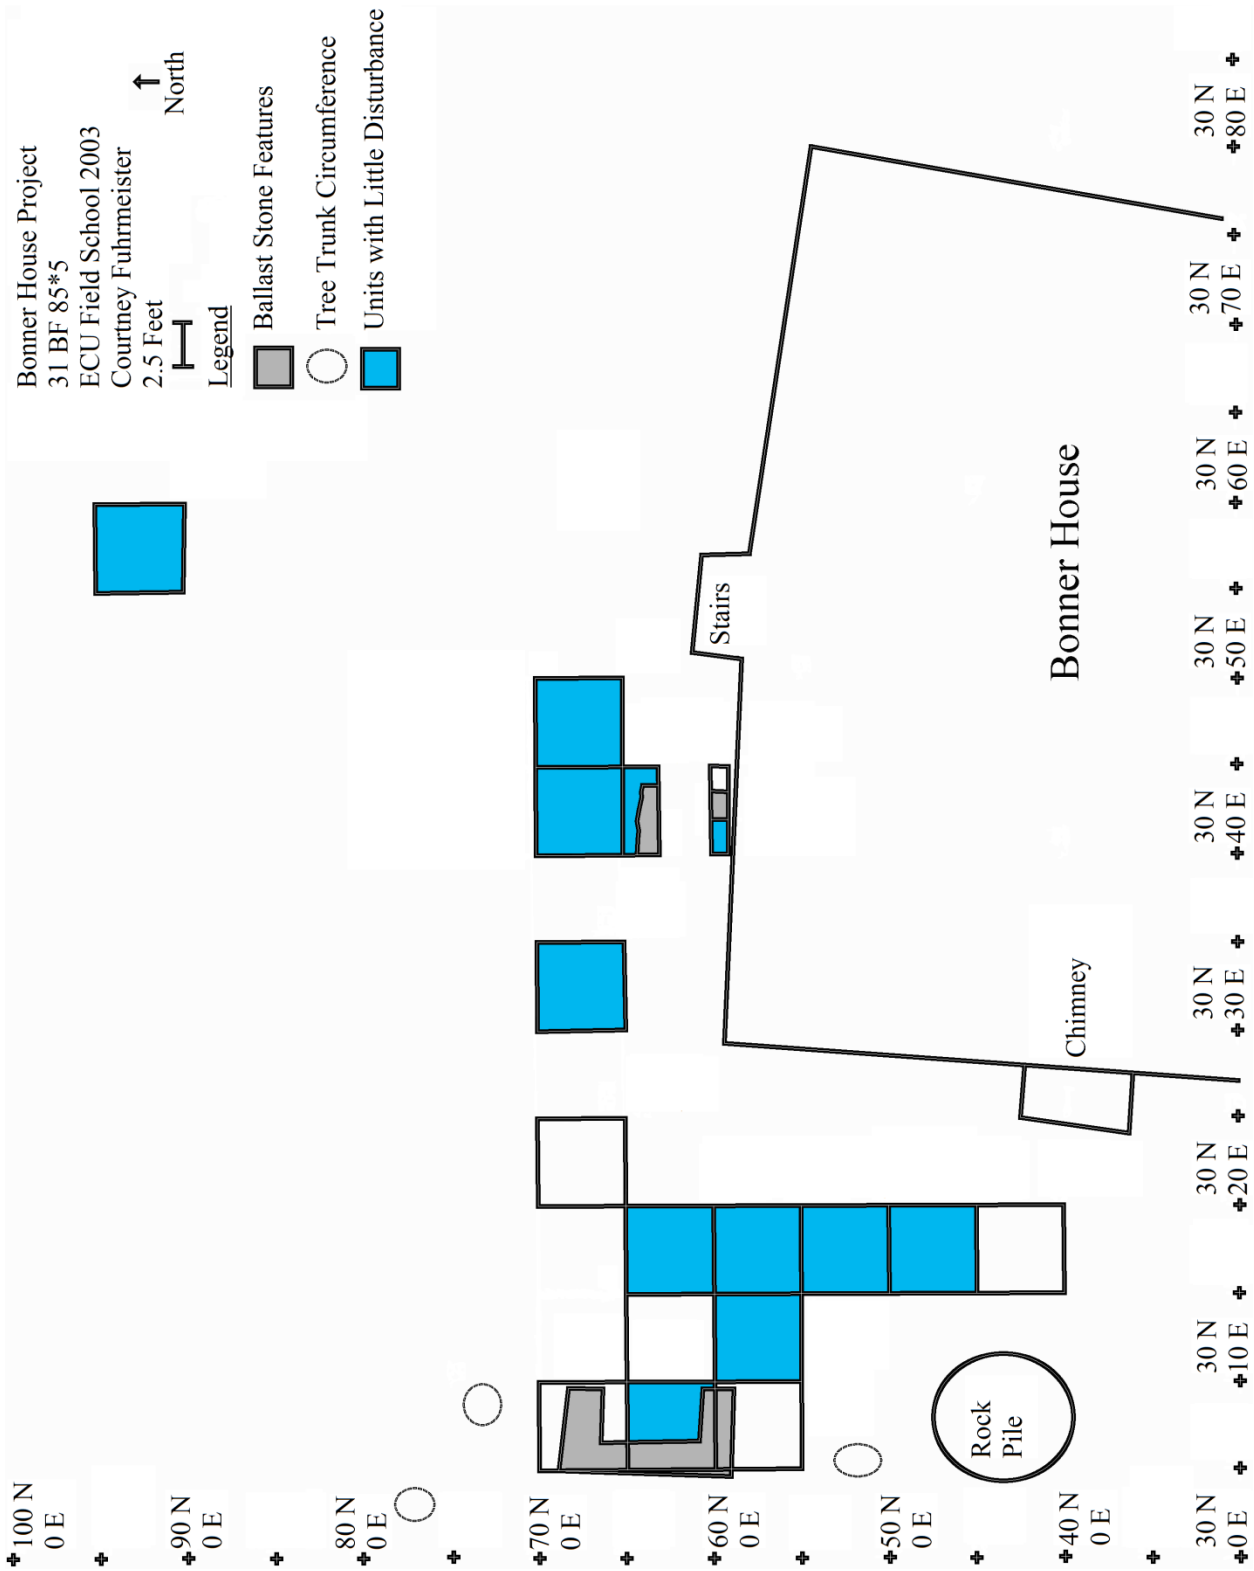 Bonner House Project
31 BF 85*5
ECU Field School 2003
Courtney Fuhrmeister
2.5 Feet
North
Legend
Ballast Stone Features
Tree Trunk Circumference
Units with Little Disturbance
100 N
0 E
90 N
0 E
80 N
0 E
70 N
0 E
60 N
0 E
50 N
0 E
40 N
0 E
30 N
0 E
30 N
10 E
30 N
20 E
30 N
30 E
30 N
40 E
30 N
50 E
30 N
60 E
30 N
70 E
30 N
80 E
Stairs
Bonner House
Chimney
Rock
Pile